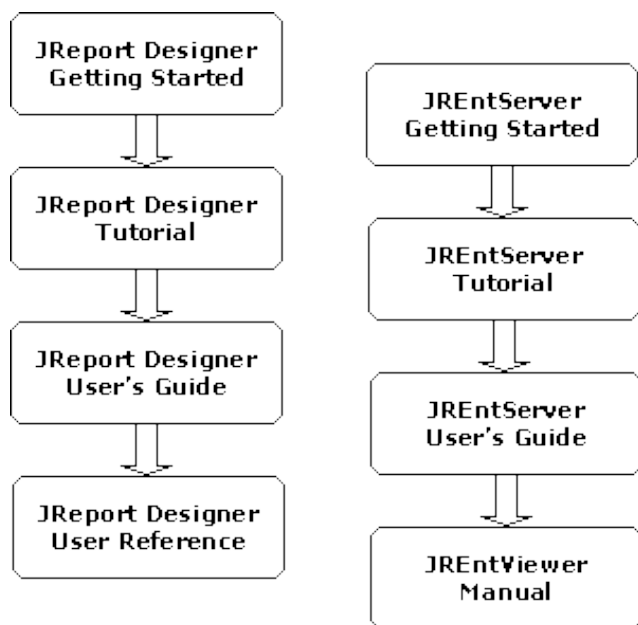 JReport Designer
Getting Started
JReport Designer
Tutorial
JReport Designer
User's Guide
JReport Designer
User Reference
JREntServer
Getting Started
JREntServer
Tutorial
JREntServer
User's Guide
JREntViewer
Manual